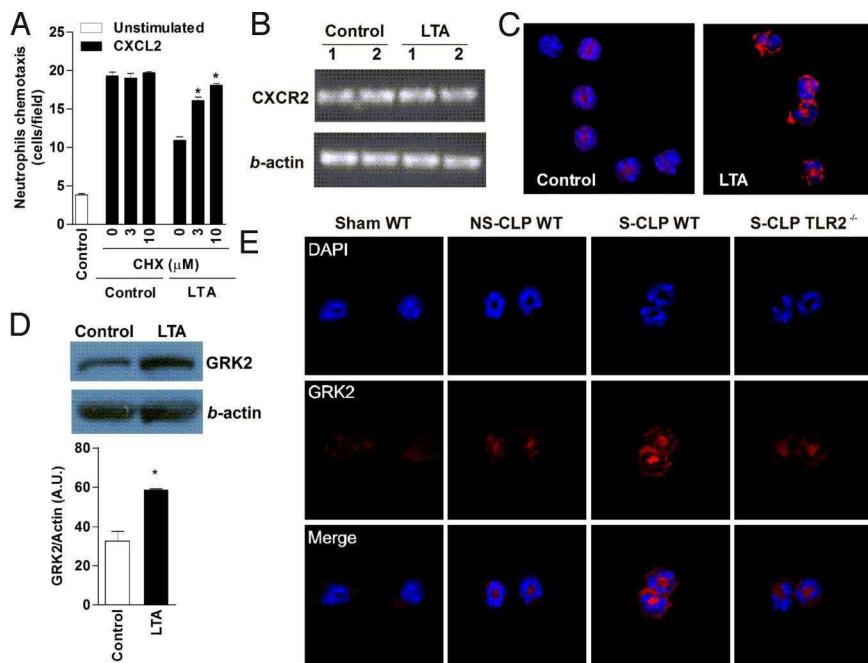 A
Unstimulated
CXCL2
Neutrophils chemotaxis
(cells/field)
25
20
15
10
5
0
* *
Control
0 3 10 0 3 10
CHX (µM)
Control LTA
B
Control LTA
1 2 1 2
CXCR2
b-actin
C
Control
LTA
D
Control LTA
GRK2
b-actin
GRK2/Actin (A.U.)
80
60
40
20
0
*
Control
LTA
E
Sham WT NS-CLP WT S-CLP WT S-CLP TLR2 -/-
DAPI
GRK2
Merge